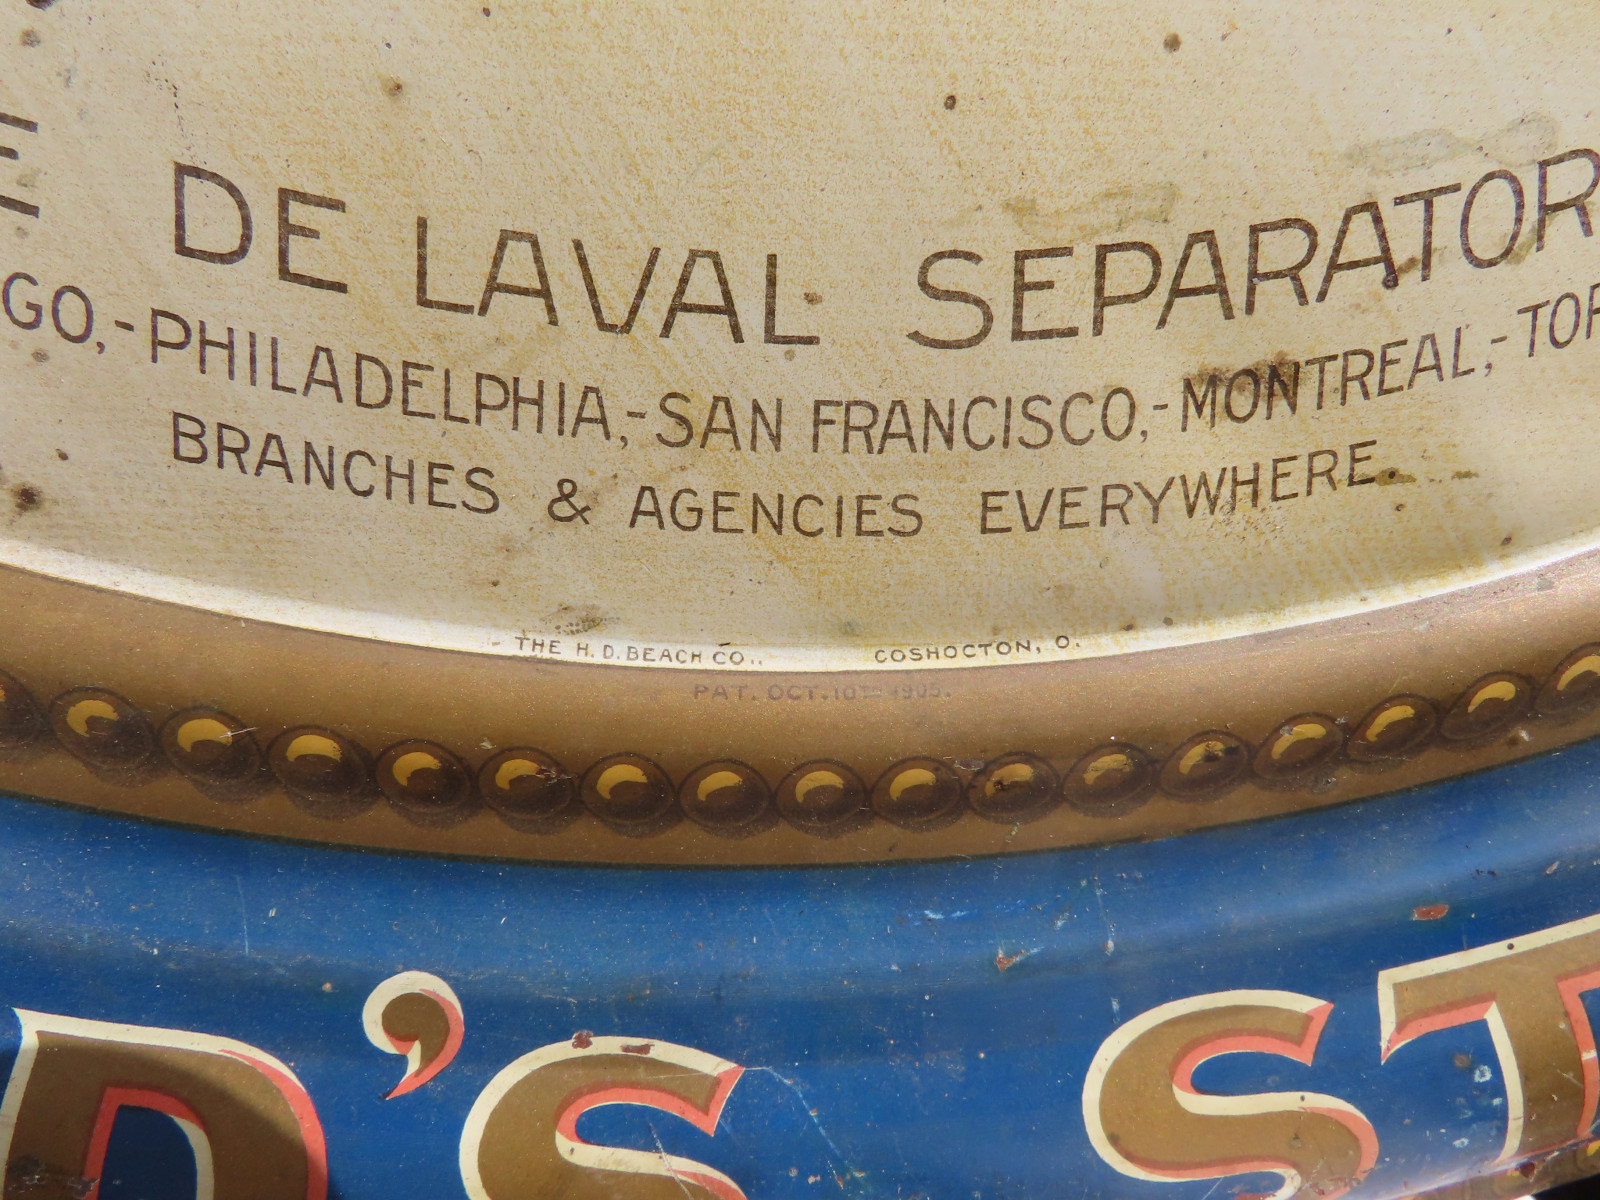 DE LAVAL SEPARATOR
GO,-PHILADELPHIA,-SAN FRANCISCO,-MONTREAL,-TOR
BRANCHES & AGENCIES EVERYWHERE.
THE H. D. BEACH CO., COSHOCTON, O.
PAT. OCT. 10TH 1905.
D'S ST